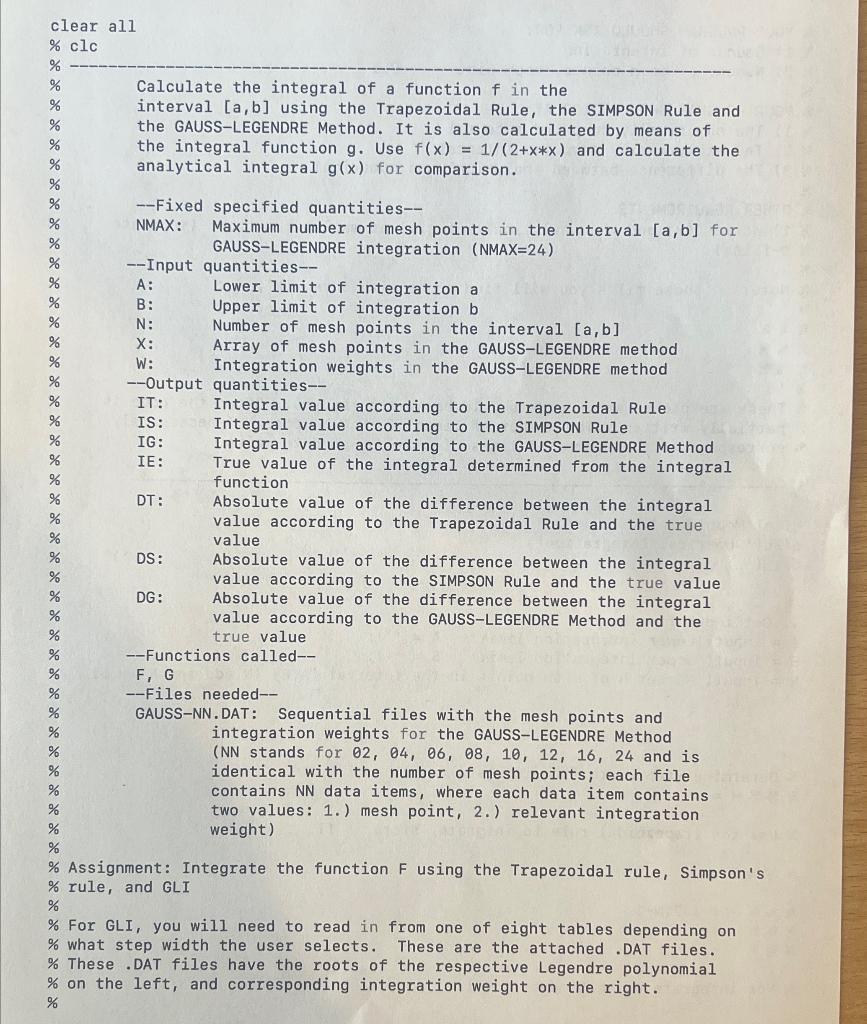 clear all
% clc
% ----------------------------------------------------------------------
%        Calculate the integral of a function f in the
%        interval [a,b] using the Trapezoidal Rule, the SIMPSON Rule and
%        the GAUSS-LEGENDRE Method. It is also calculated by means of
%        the integral function g. Use f(x) = 1/(2+x*x) and calculate the
%        analytical integral g(x) for comparison.
%
%        --Fixed specified quantities--
%        NMAX:   Maximum number of mesh points in the interval [a,b] for
%                GAUSS-LEGENDRE integration (NMAX=24)
%       --Input quantities--
%        A:      Lower limit of integration a
%        B:      Upper limit of integration b
%        N:      Number of mesh points in the interval [a,b]
%        X:      Array of mesh points in the GAUSS-LEGENDRE method
%        W:      Integration weights in the GAUSS-LEGENDRE method
%       --Output quantities--
%        IT:     Integral value according to the Trapezoidal Rule
%        IS:     Integral value according to the SIMPSON Rule
%        IG:     Integral value according to the GAUSS-LEGENDRE Method
%        IE:     True value of the integral determined from the integral
%                function
%        DT:     Absolute value of the difference between the integral
%                value according to the Trapezoidal Rule and the true
%                value
%        DS:     Absolute value of the difference between the integral
%                value according to the SIMPSON Rule and the true value
%        DG:     Absolute value of the difference between the integral
%                value according to the GAUSS-LEGENDRE Method and the
%                true value
%       --Functions called--
%        F, G
%       --Files needed--
%        GAUSS-NN.DAT:  Sequential files with the mesh points and
%                integration weights for the GAUSS-LEGENDRE Method
%                (NN stands for 02, 04, 06, 08, 10, 12, 16, 24 and is
%                identical with the number of mesh points; each file
%                contains NN data items, where each data item contains
%                two values: 1.) mesh point, 2.) relevant integration
%                weight)
%
% Assignment: Integrate the function F using the Trapezoidal rule, Simpson's
% rule, and GLI
%
% For GLI, you will need to read in from one of eight tables depending on
% what step width the user selects.  These are the attached .DAT files.
% These .DAT files have the roots of the respective Legendre polynomial
% on the left, and corresponding integration weight on the right.
%